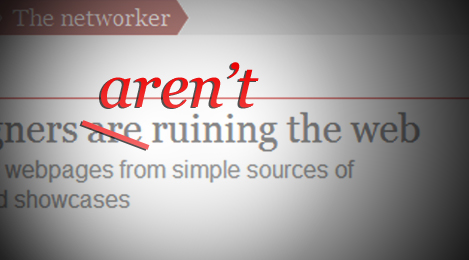 The networker
aren't
gners are ruining the web
webpages from simple sources of
d showcases